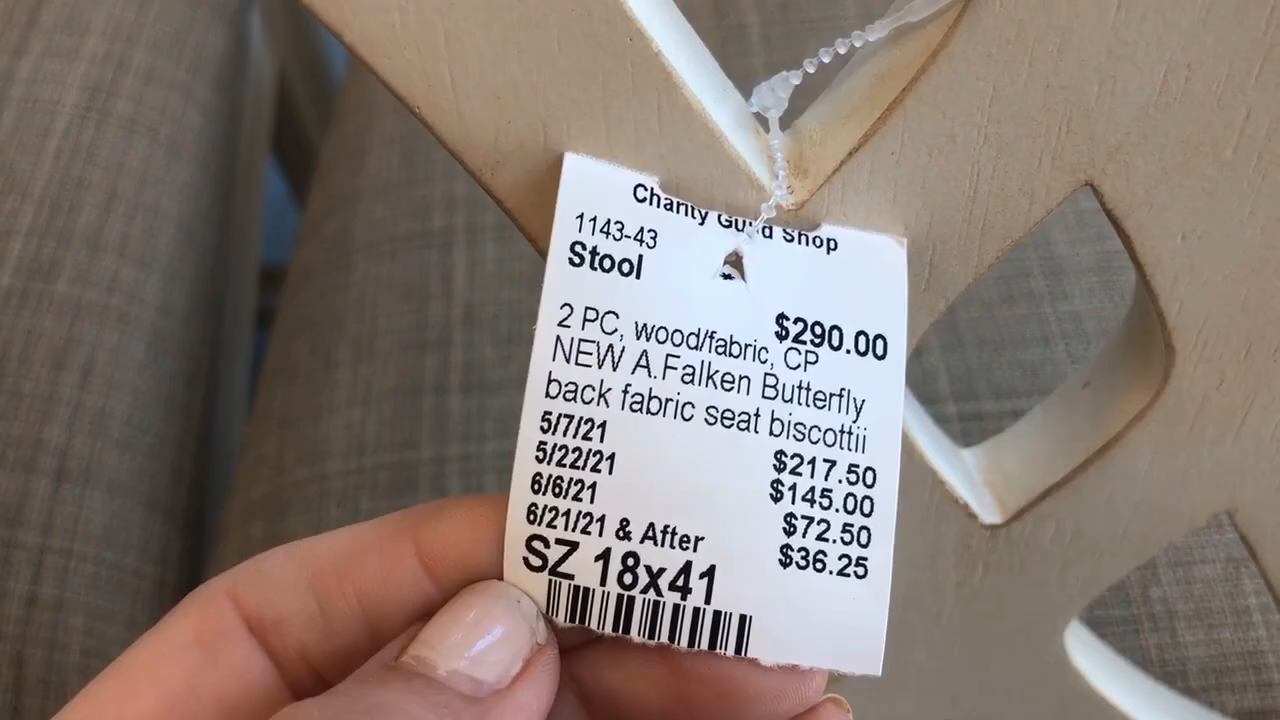 Charity Guild Shop
1143-43
Stool
$290.00
2 PC, wood/fabric, CP
NEW A.Falken Butterfly
back fabric seat biscottii
5/7/21 $217.50
5/22/21 $145.00
6/6/21 $72.50
6/21/21 & After $36.25
SZ 18x41